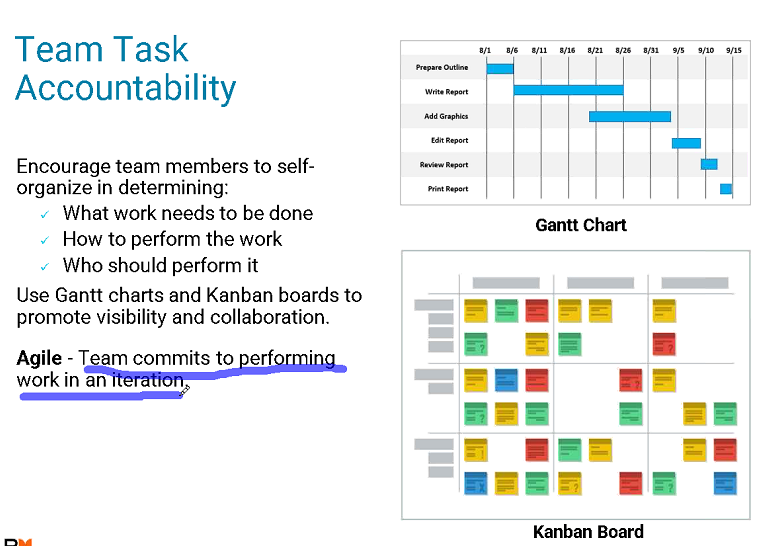 Team Task
Accountability
Encourage team members to self-
organize in determining:
✓ What work needs to be done
✓ How to perform the work
✓ Who should perform it
Use Gantt charts and Kanban boards to
promote visibility and collaboration.
Agile - Team commits to performing
work in an iteration.
8/1 8/6 8/11 8/16 8/21 8/26 8/31 9/5 9/10 9/15
Prepare Outline
Write Report
Add Graphics
Edit Report
Review Report
Print Report
Gantt Chart
? ?
?
?
! 
X ? ?
Kanban Board